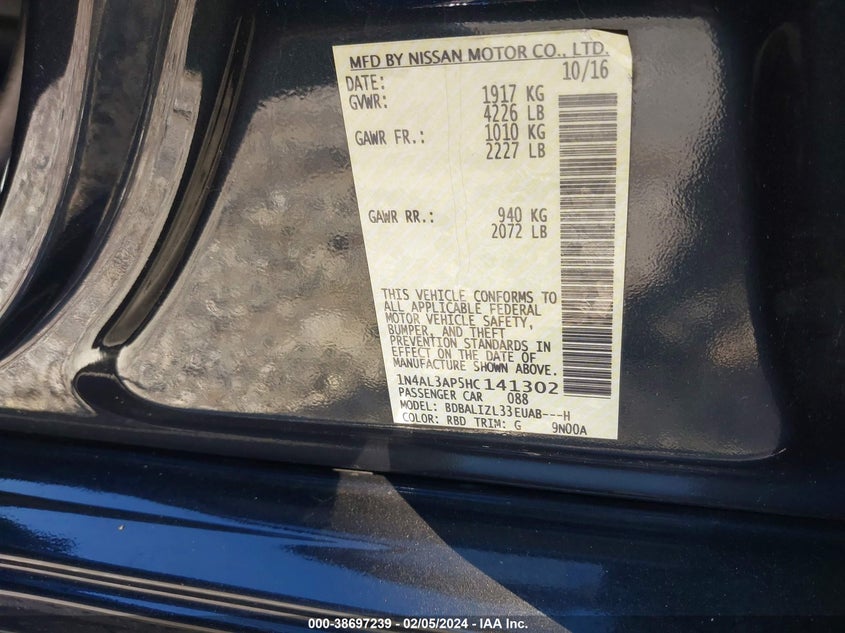 MFD BY NISSAN MOTOR CO., LTD.
DATE: 10/16
GVWR: 1917 KG
4226 LB
GAWR FR.: 1010 KG
2227 LB
GAWR RR.: 940 KG
2072 LB
THIS VEHICLE CONFORMS TO
ALL APPLICABLE FEDERAL
MOTOR VEHICLE SAFETY,
BUMPER, AND THEFT
PREVENTION STANDARDS IN
EFFECT ON THE DATE OF
MANUFACTURE SHOWN ABOVE.
1N4AL3AP5HC141302
PASSENGER CAR 088
MODEL: BDBALIZL33EUAB---H
COLOR: RBD TRIM: G 9N00A
000-38697239 - 02/05/2024 - IAA Inc.